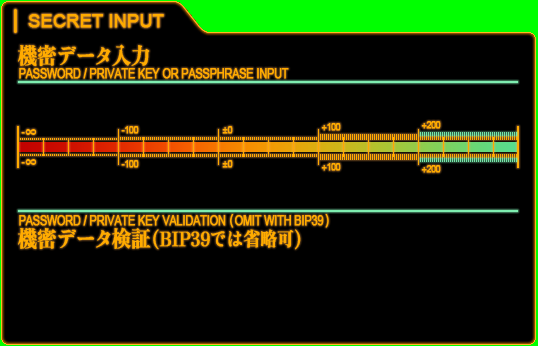 SECRET INPUT
機密データ入力
PASSWORD / PRIVATE KEY OR PASSPHRASE INPUT
-∞ -100 ±0 +100 +200
-∞ -100 ±0 +100 +200
PASSWORD / PRIVATE KEY VALIDATION (OMIT WITH BIP39)
機密データ検証(BIP39では省略可)